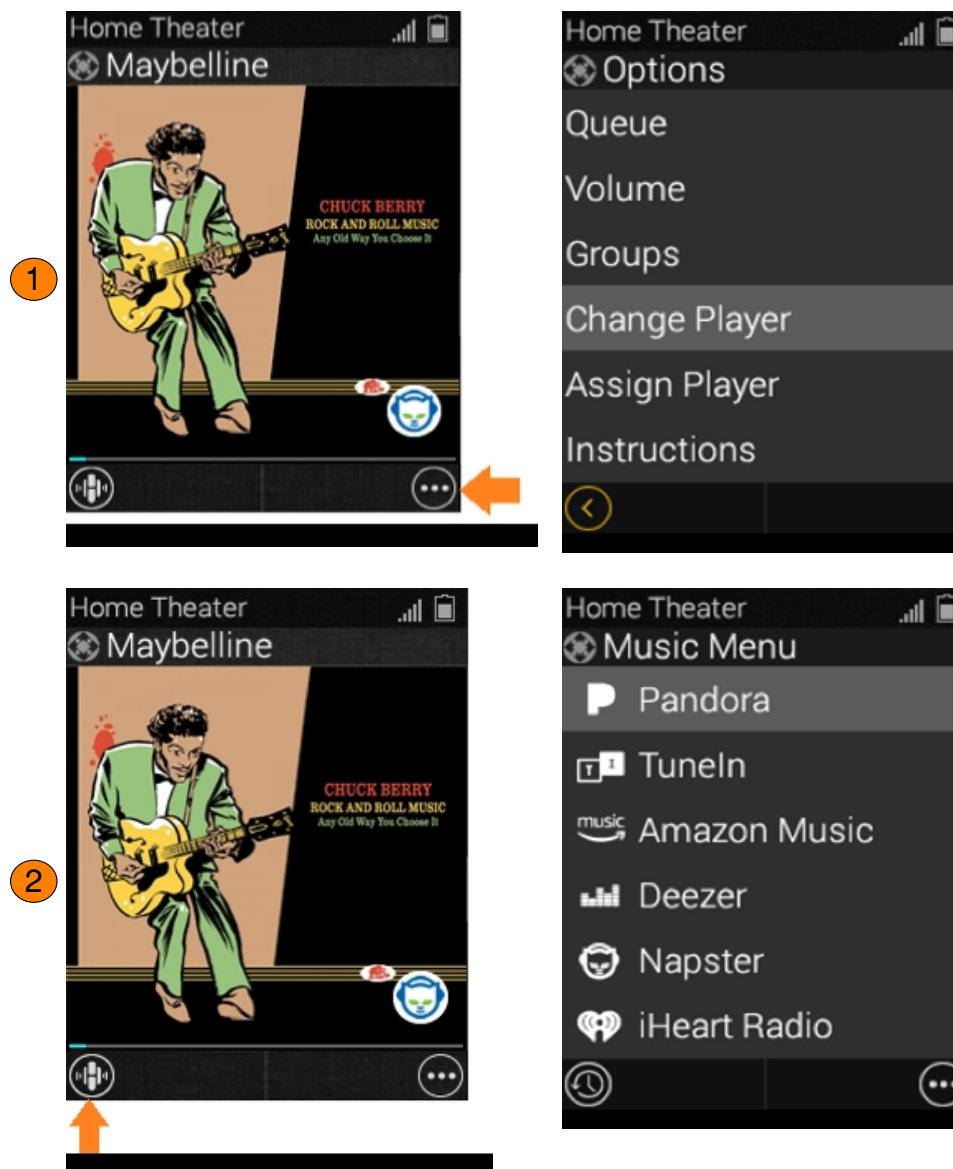 Home Theater
Maybelline
CHUCK BERRY
ROCK AND ROLL MUSIC
Any Old Way You Choose It
1
Home Theater
Options
Queue
Volume
Groups
Change Player
Assign Player
Instructions
Home Theater
Maybelline
CHUCK BERRY
ROCK AND ROLL MUSIC
Any Old Way You Choose It
2
Home Theater
Music Menu
Pandora
T I TuneIn
music Amazon Music
Deezer
Napster
iHeart Radio